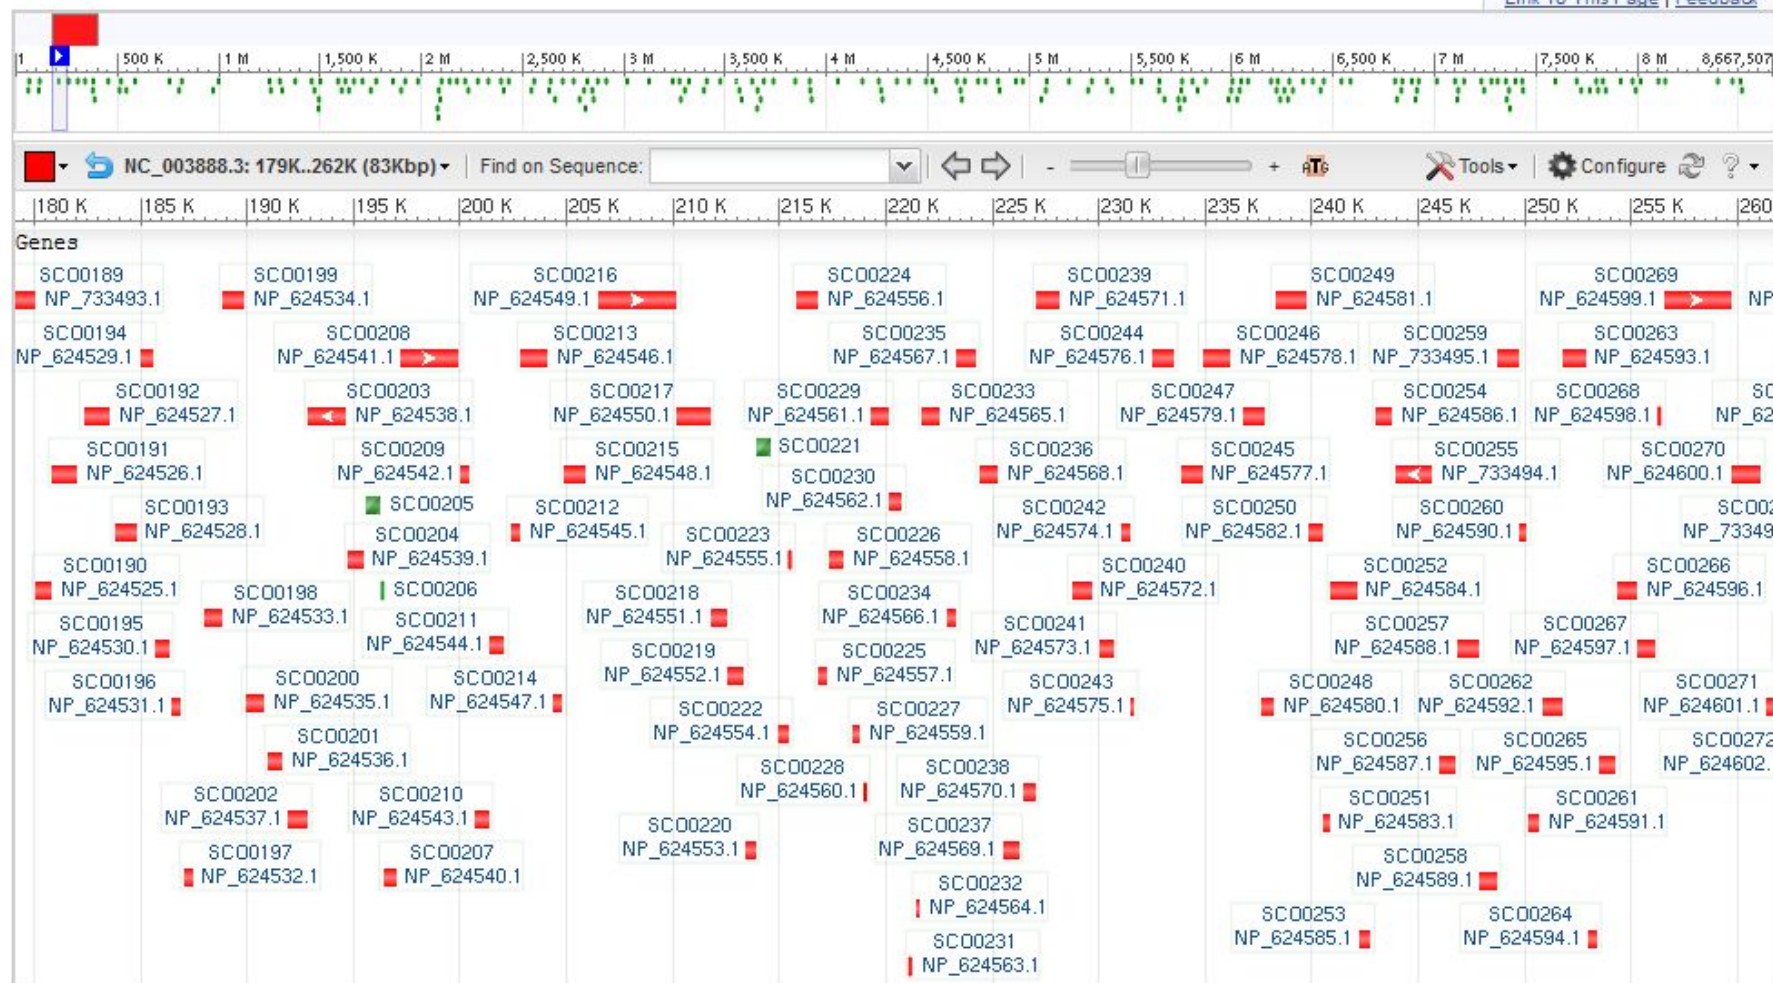 Link To This Page | Feedback
1 500 K 1 M 1,500 K 2 M 2,500 K 3 M 3,500 K 4 M 4,500 K 5 M 5,500 K 6 M 6,500 K 7 M 7,500 K 8 M 8,667,507
NC_003888.3: 179K..262K (83Kbp) Find on Sequence: - + ATG Tools Configure ?
180 K 185 K 190 K 195 K 200 K 205 K 210 K 215 K 220 K 225 K 230 K 235 K 240 K 245 K 250 K 255 K 260
Genes
SCO0189 SCO0199 SCO0216 SCO0224 SCO0239 SCO0249 SCO0269
NP_733493.1 NP_624534.1 NP_624549.1 NP_624556.1 NP_624571.1 NP_624581.1 NP_624599.1 NP
SCO0194 SCO0208 SCO0213 SCO0235 SCO0244 SCO0246 SCO0259 SCO0263
NP_624529.1 NP_624541.1 NP_624546.1 NP_624567.1 NP_624576.1 NP_624578.1 NP_733495.1 NP_624593.1
SCO0192 SCO0203 SCO0217 SCO0229 SCO0233 SCO0247 SCO0254 SCO0268 SC
NP_624527.1 NP_624538.1 NP_624550.1 NP_624561.1 NP_624565.1 NP_624579.1 NP_624586.1 NP_624598.1 NP_62
SCO0191 SCO0209 SCO0215 SCO0221 SCO0236 SCO0245 SCO0255 SCO0270
NP_624526.1 NP_624542.1 NP_624548.1 SCO0230 NP_624568.1 NP_624577.1 NP_733494.1 NP_624600.1
SCO0193 SCO0205 SCO0212 NP_624562.1 SCO0242 SCO0250 SCO0260 SCO02
NP_624528.1 SCO0204 NP_624545.1 SCO0223 SCO0226 NP_624574.1 NP_624582.1 NP_624590.1 NP_73349
SCO0190 NP_624539.1 NP_624555.1 NP_624558.1 SCO0240 SCO0252 SCO0266
NP_624525.1 SCO0198 SCO0206 SCO0218 SCO0234 NP_624572.1 NP_624584.1 NP_624596.1
SCO0195 NP_624533.1 SCO0211 NP_624551.1 NP_624566.1 SCO0241 SCO0257 SCO0267
NP_624530.1 NP_624544.1 SCO0219 SCO0225 NP_624573.1 NP_624588.1 NP_624597.1
SCO0196 SCO0200 SCO0214 NP_624552.1 NP_624557.1 SCO0243 SCO0248 SCO0262 SCO0271
NP_624531.1 NP_624535.1 NP_624547.1 SCO0222 SCO0227 NP_624575.1 NP_624580.1 NP_624592.1 NP_624601.1
SCO0201 NP_624554.1 NP_624559.1 SCO0256 SCO0265 SCO0272
NP_624536.1 SCO0228 SCO0238 NP_624587.1 NP_624595.1 NP_624602.
SCO0202 SCO0210 NP_624560.1 NP_624570.1 SCO0251 SCO0261
NP_624537.1 NP_624543.1 SCO0220 SCO0237 NP_624583.1 NP_624591.1
SCO0197 SCO0207 NP_624553.1 NP_624569.1 SCO0258
NP_624532.1 NP_624540.1 SCO0232 NP_624589.1
NP_624564.1 SCO0253 SCO0264
SCO0231 NP_624585.1 NP_624594.1
NP_624563.1